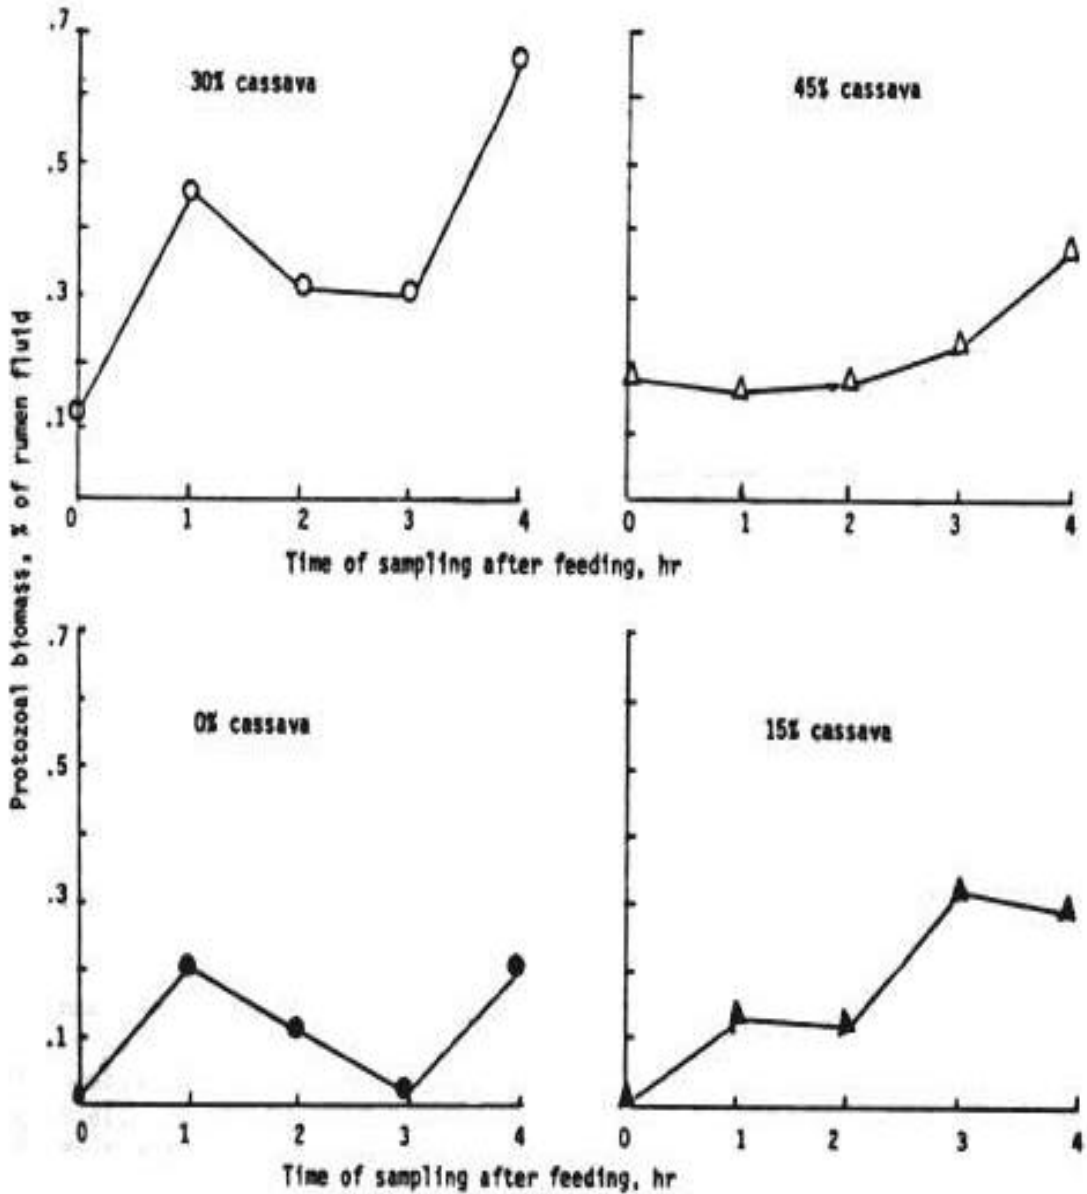 Protozoal biomass, % of rumen fluid
30% cassava
.7
.5
.3
.1
0 1 2 3 4
45% cassava
0 1 2 3 4
Time of sampling after feeding, hr
0% cassava
.7
.5
.3
.1
0 1 2 3 4
15% cassava
0 1 2 3 4
Time of sampling after feeding, hr